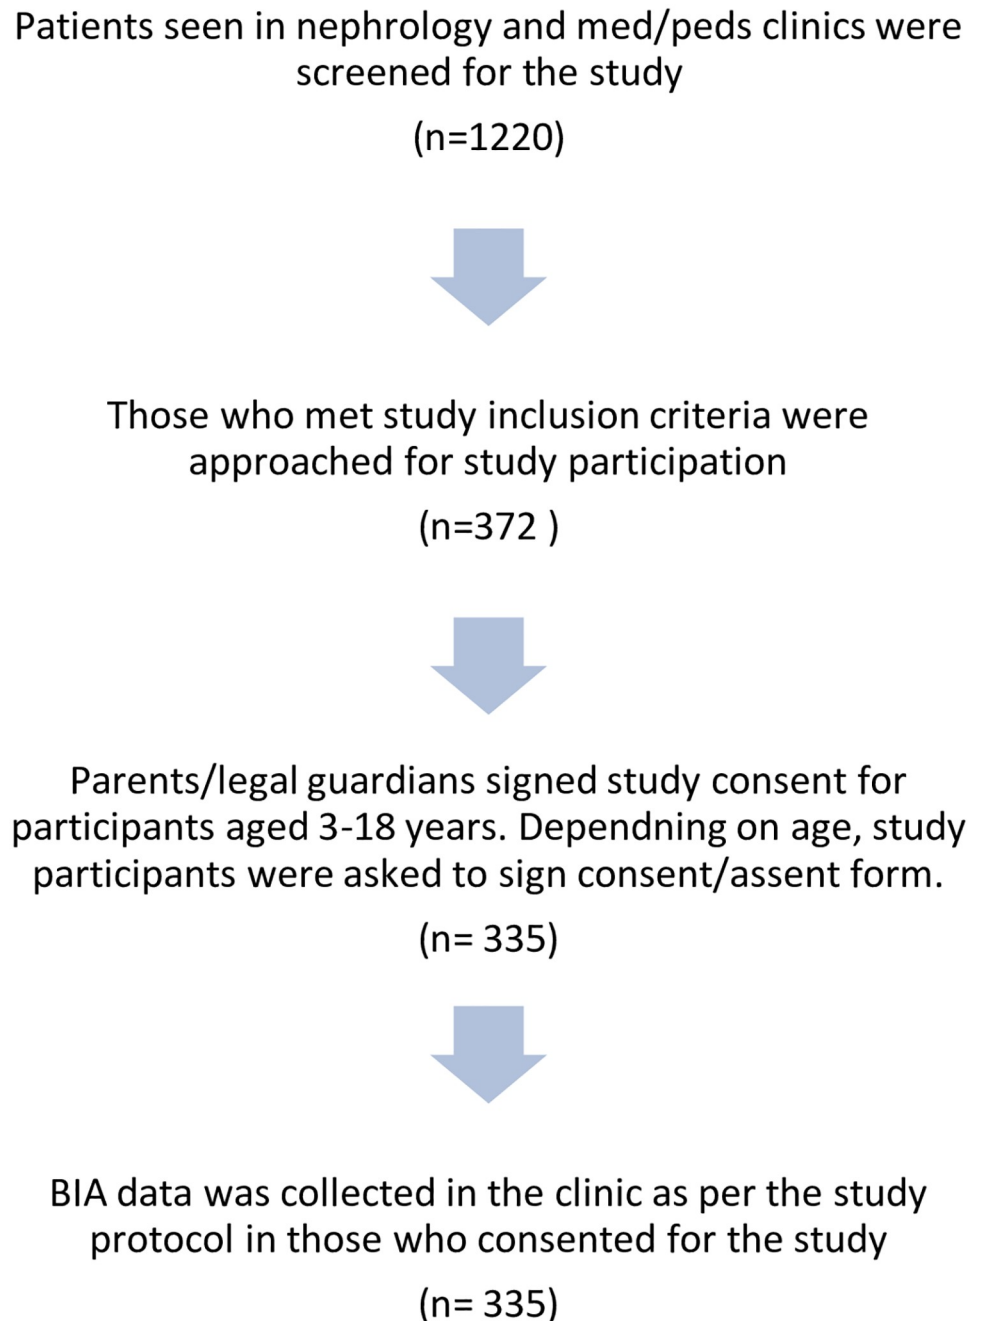 Patients seen in nephrology and med/peds clinics were
screened for the study
(n=1220)
Those who met study inclusion criteria were
approached for study participation
(n=372 )
Parents/legal guardians signed study consent for
participants aged 3-18 years. Dependning on age, study
participants were asked to sign consent/assent form.
(n= 335)
BIA data was collected in the clinic as per the study
protocol in those who consented for the study
(n= 335)